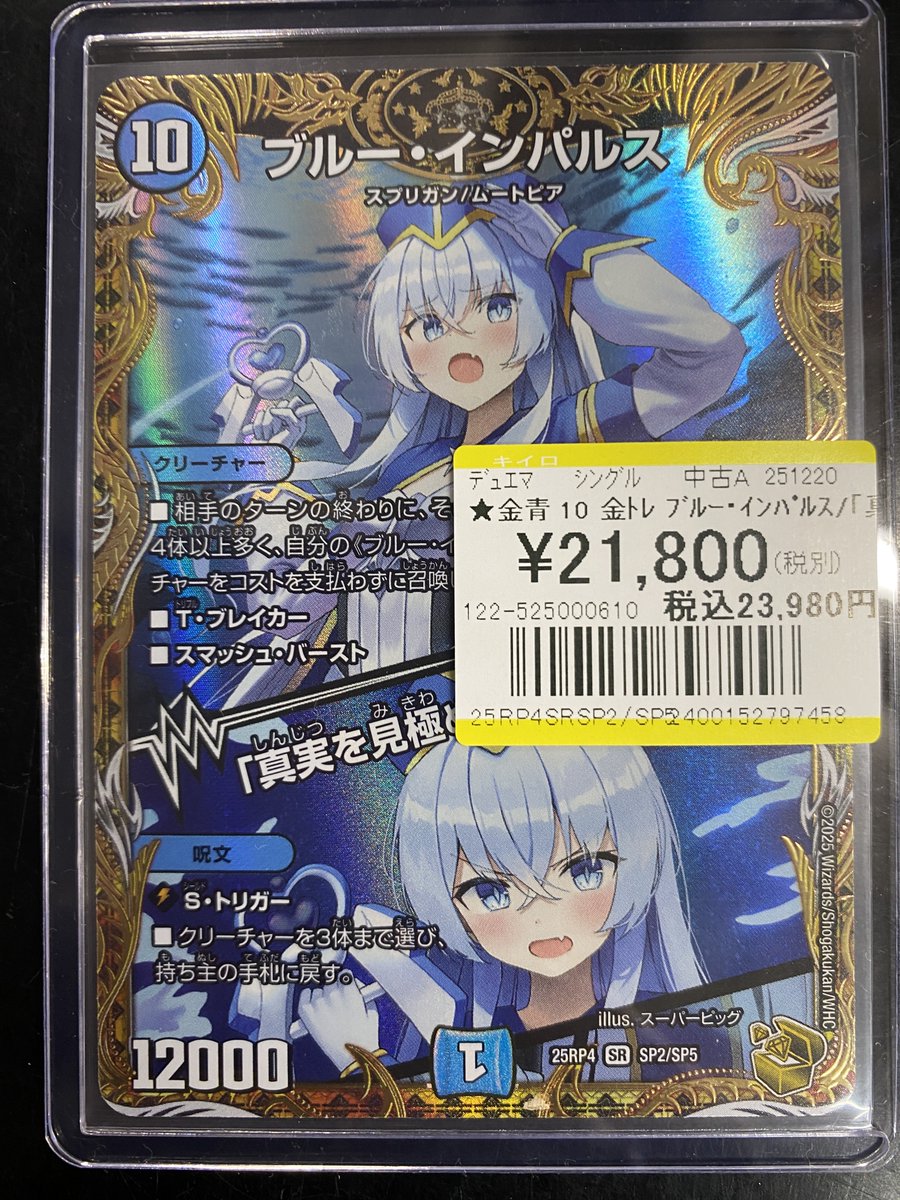 10
ブルー・インパルス
スプリガン/ムートピア
クリーチャー
■相手のターンの終わりに、そ
4体以上多く、自分の《ブルー・イ
チャーをコストを支払わずに召喚
■T・ブレイカー
■スマッシュ・バースト
デュエマ シングル 中古A 251220
★金青 10 金トレ ブルー・インパルス/「真
¥21,800(税別)
122-525000610 税込23,980円
25RP4SRSP2/SP5
2400152797458
「真実を見極
呪文
S・トリガー
■クリーチャーを3体まで選び、
持ち主の手札に戻す。
illus. スーパーピッグ
12000
1
25RP4 SR SP2/SP5
©2025 Wizards/Shogakukan/WHC